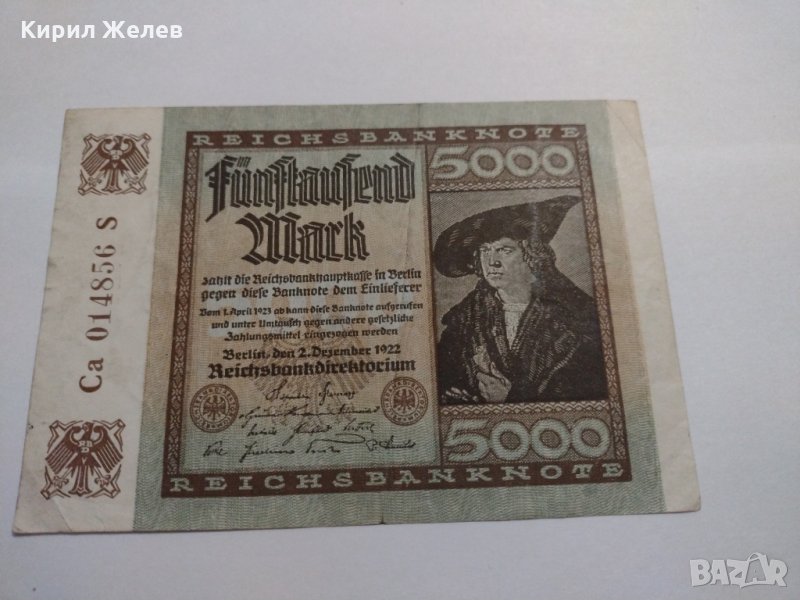 Кирил Желев
REICHSBANKNOTE
Fünftausend
Mark
5000
zahlt die Reichsbankhauptkasse in Berlin
gegen diese Banknote dem Einlieferer
Vom 1. April 1923 ab kann diese Banknote aufgerufen
und unter Umtausch gegen andere gesetzliche
Zahlungsmittel eingezogen werden
Berlin, den 2. Dezember 1922
Reichsbankdirektorium
5000
REICHSBANKNOTE
Ca 014856 S
BAZAR